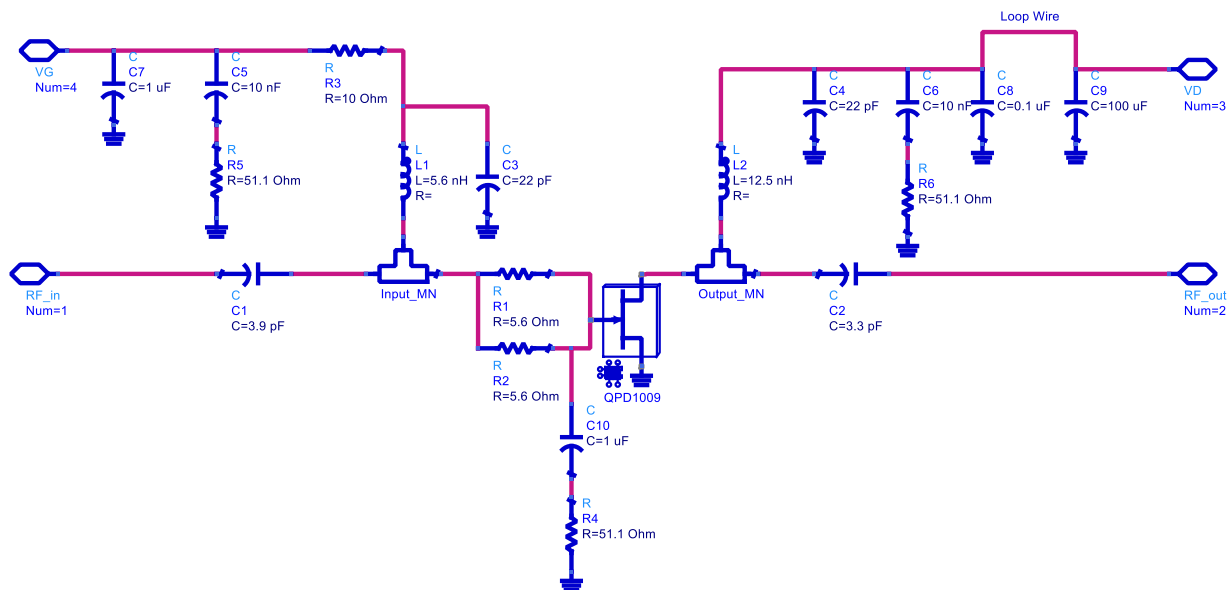 Loop Wire
VG
Num=4
C
C7
C=1 uF
C
C5
C=10 nF
R
R3
R=10 Ohm
C
C4
C=22 pF
C
C6
C=10 nF
C
C8
C=0.1 uF
C
C9
C=100 uF
VD
Num=3
R
R5
R=51.1 Ohm
L
L1
L=5.6 nH
R=
C
C3
C=22 pF
L
L2
L=12.5 nH
R=
R
R6
R=51.1 Ohm
RF_in
Num=1
C
C1
C=3.9 pF
Input_MN
R
R1
R=5.6 Ohm
R
R2
R=5.6 Ohm
QPD1009
Output_MN
C
C2
C=3.3 pF
RF_out
Num=2
C
C10
C=1 uF
R
R4
R=51.1 Ohm